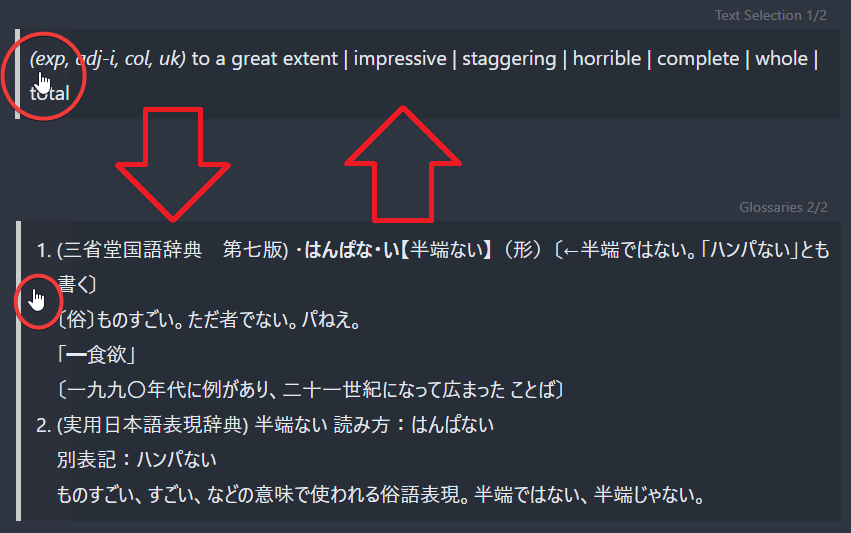 Text Selection 1/2
(exp, adj-i, col, uk) to a great extent | impressive | staggering | horrible | complete | whole |
total
Glossaries 2/2
1. (三省堂国語辞典　第七版) ・はんぱな・い【半端ない】（形）〔←半端ではない。「ハンパない」とも
書く〕
〔俗〕ものすごい。ただ者でない。パねえ。
「━食欲」
〔一九九〇年代に例があり、二十一世紀になって広まった ことば〕
2. (実用日本語表現辞典) 半端ない 読み方：はんぱない
別表記：ハンパない
ものすごい、すごい、などの意味で使われる俗語表現。半端ではない、半端じゃない。